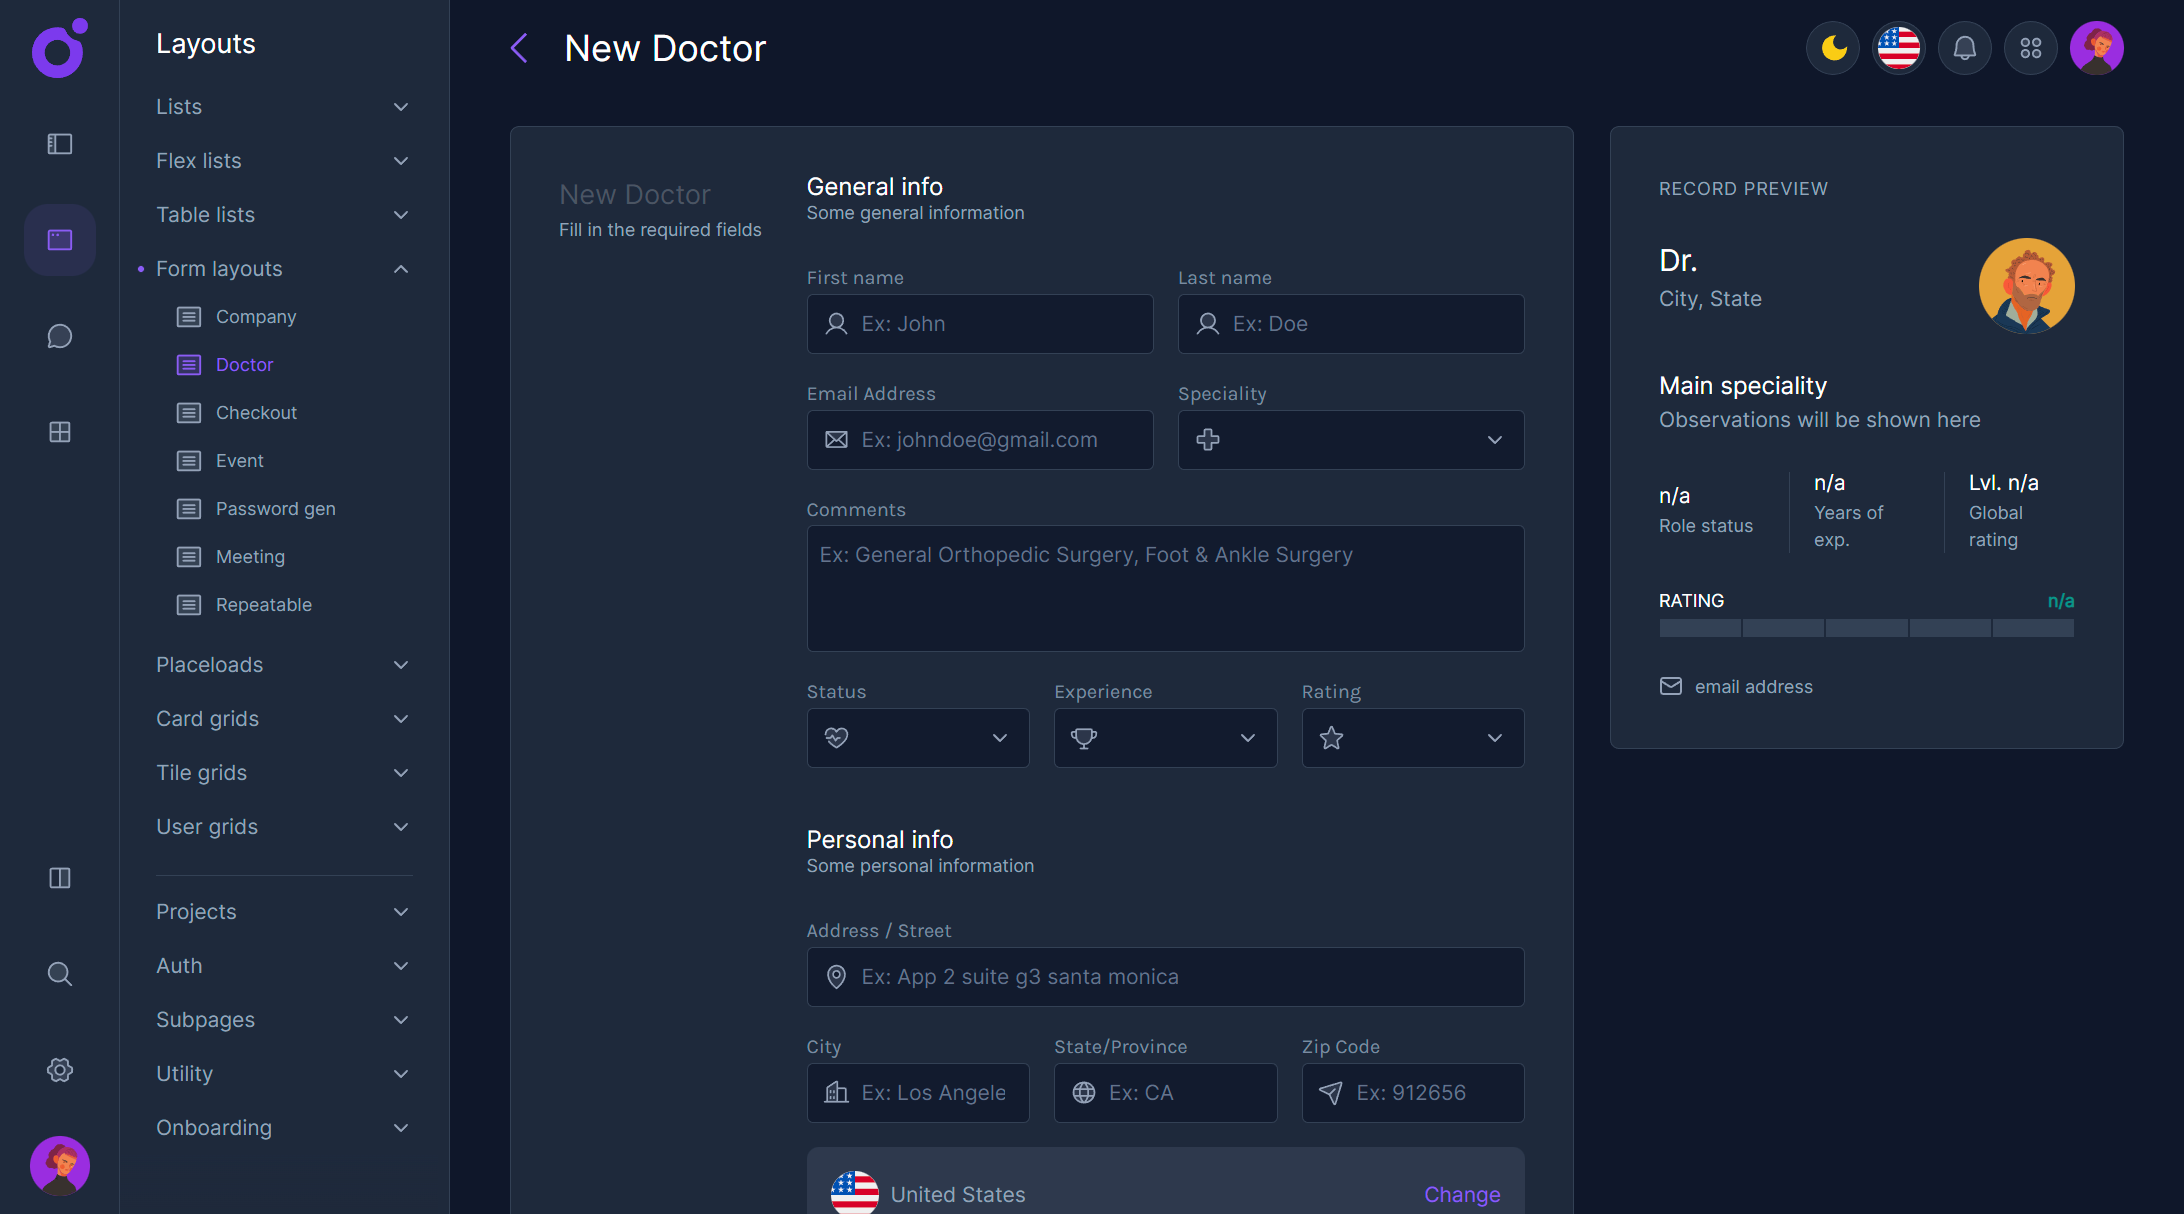 Layouts
Lists
Flex lists
Table lists
Form layouts
Company
Doctor
Checkout
Event
Password gen
Meeting
Repeatable
Placeloads
Card grids
Tile grids
User grids
Projects
Auth
Subpages
Utility
Onboarding
New Doctor
New Doctor
Fill in the required fields
General info
Some general information
First name
Last name
Ex: John
Ex: Doe
Email Address
Speciality
Ex: johndoe@gmail.com
Comments
Ex: General Orthopedic Surgery, Foot & Ankle Surgery
Status
Experience
Rating
Personal info
Some personal information
Address / Street
Ex: App 2 suite g3 santa monica
City
State/Province
Zip Code
Ex: Los Angele
Ex: CA
Ex: 912656
United States
Change
RECORD PREVIEW
Dr.
City, State
Main speciality
Observations will be shown here
n/a
Role status
n/a
Years of
exp.
Lvl. n/a
Global
rating
RATING
n/a
email address